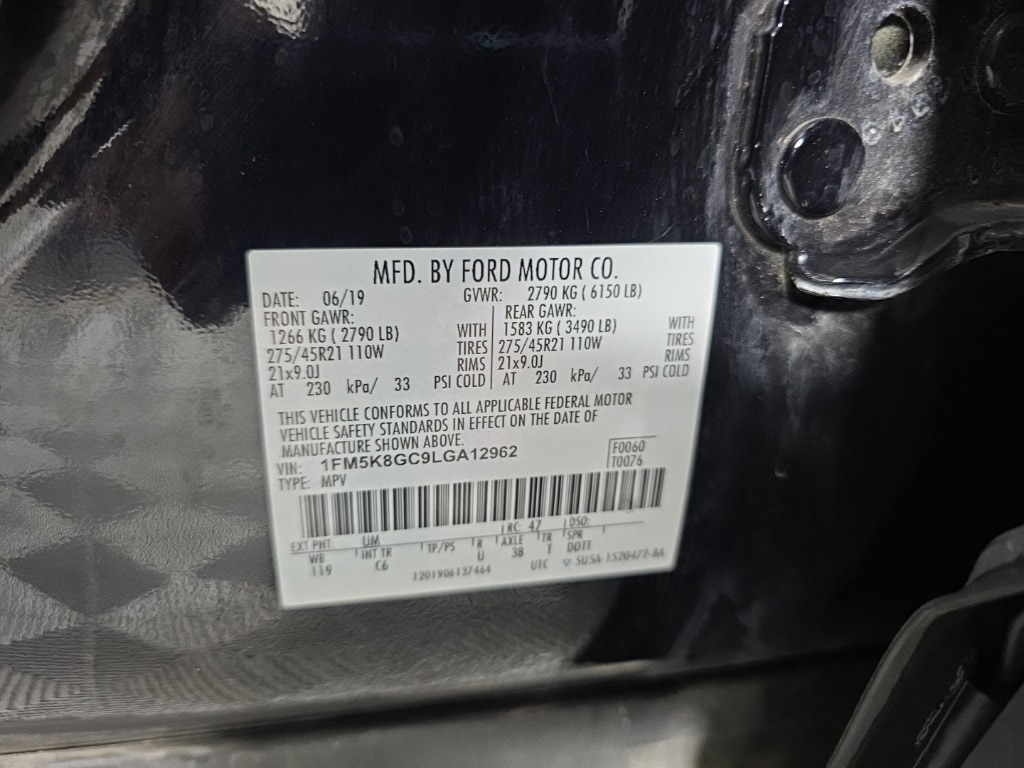 MFD. BY FORD MOTOR CO.
DATE: 06/19 GVWR: 2790 KG ( 6150 LB)
FRONT GAWR: REAR GAWR:
1266 KG ( 2790 LB) WITH 1583 KG ( 3490 LB) WITH
275/45R21 110W TIRES 275/45R21 110W TIRES
21x9.0J RIMS 21x9.0J RIMS
AT 230 kPa/ 33 PSI COLD AT 230 kPa/ 33 PSI COLD
THIS VEHICLE CONFORMS TO ALL APPLICABLE FEDERAL MOTOR
VEHICLE SAFETY STANDARDS IN EFFECT ON THE DATE OF
MANUFACTURE SHOWN ABOVE.
VIN: 1FM5K8GC9LGA12962 F0060
TYPE: MPV T0076
EXT PNT: UM RC: 47 DSO:
WB INT TR TP/PS R AXLE TR SPR
119 C6 U 38 T DDTT
1201906137464 UTC